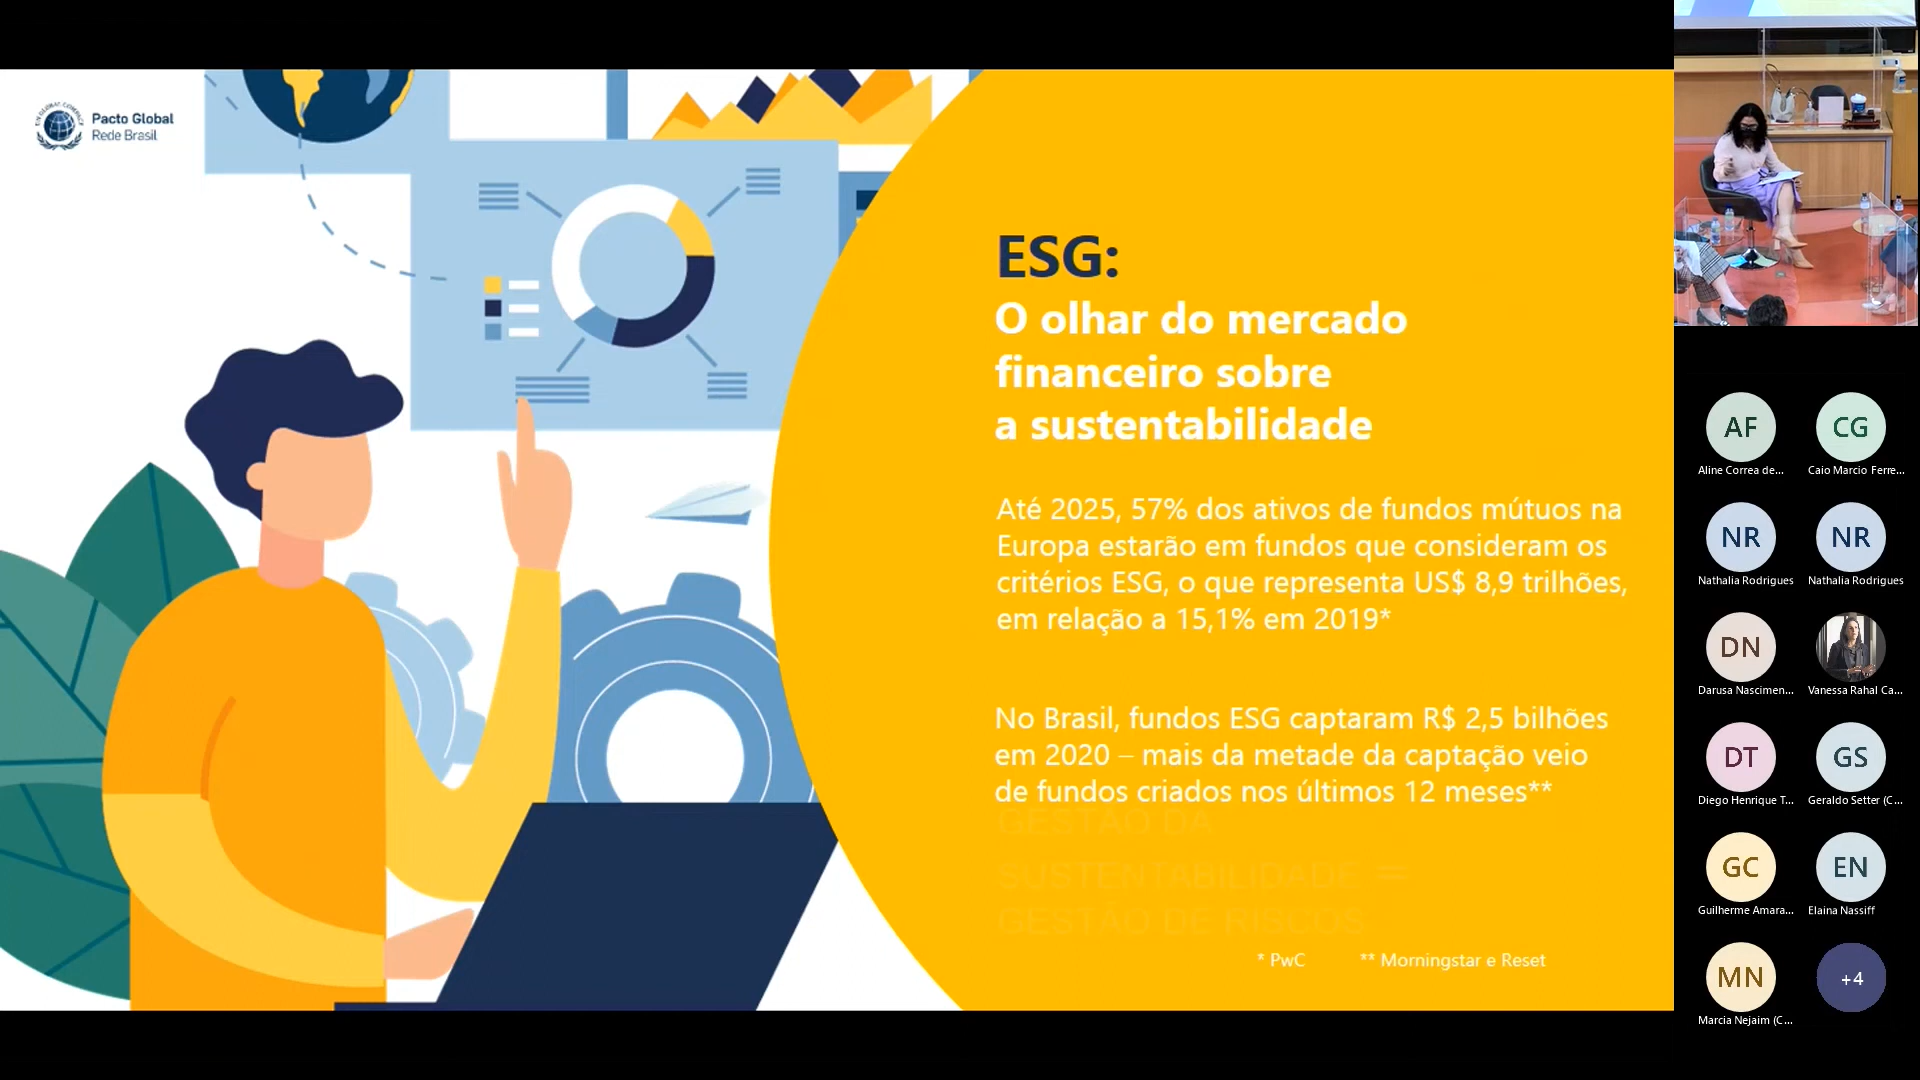 Pacto Global
Rede Brasil
ESG:
O olhar do mercado
financeiro sobre
a sustentabilidade
Até 2025, 57% dos ativos de fundos mútuos na
Europa estarão em fundos que consideram os
critérios ESG, o que representa US$ 8,9 trilhões,
em relação a 15,1% em 2019*
No Brasil, fundos ESG captaram R$ 2,5 bilhões
em 2020 – mais da metade da captação veio
de fundos criados nos últimos 12 meses**
GESTÃO DA
SUSTENTABILIDADE =
GESTÃO DE RISCOS
* PwC ** Morningstar e Reset
AF CG
Aline Correa de... Caio Marcio Ferre...
NR NR
Nathalia Rodrigues Nathalia Rodrigues
DN
Darusa Nascimen... Vanessa Rahal Ca...
DT GS
Diego Henrique T... Geraldo Setter (C...
GC EN
Guilherme Amara... Elaina Nassiff
MN +4
Marcia Nejaim (C...